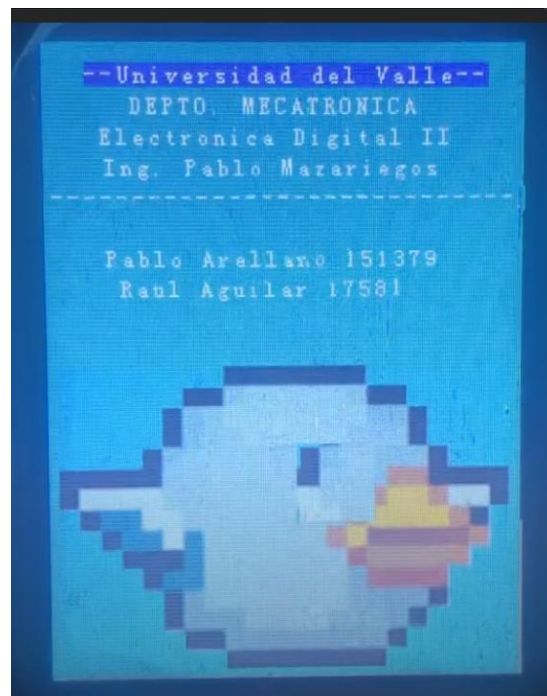 --Universidad del Valle--
DEPTO. MECATRONICA
Electronica Digital II
Ing. Pablo Mazariegos
--------------------------------
Pablo Arellano 151379
Raul Aguilar 17581